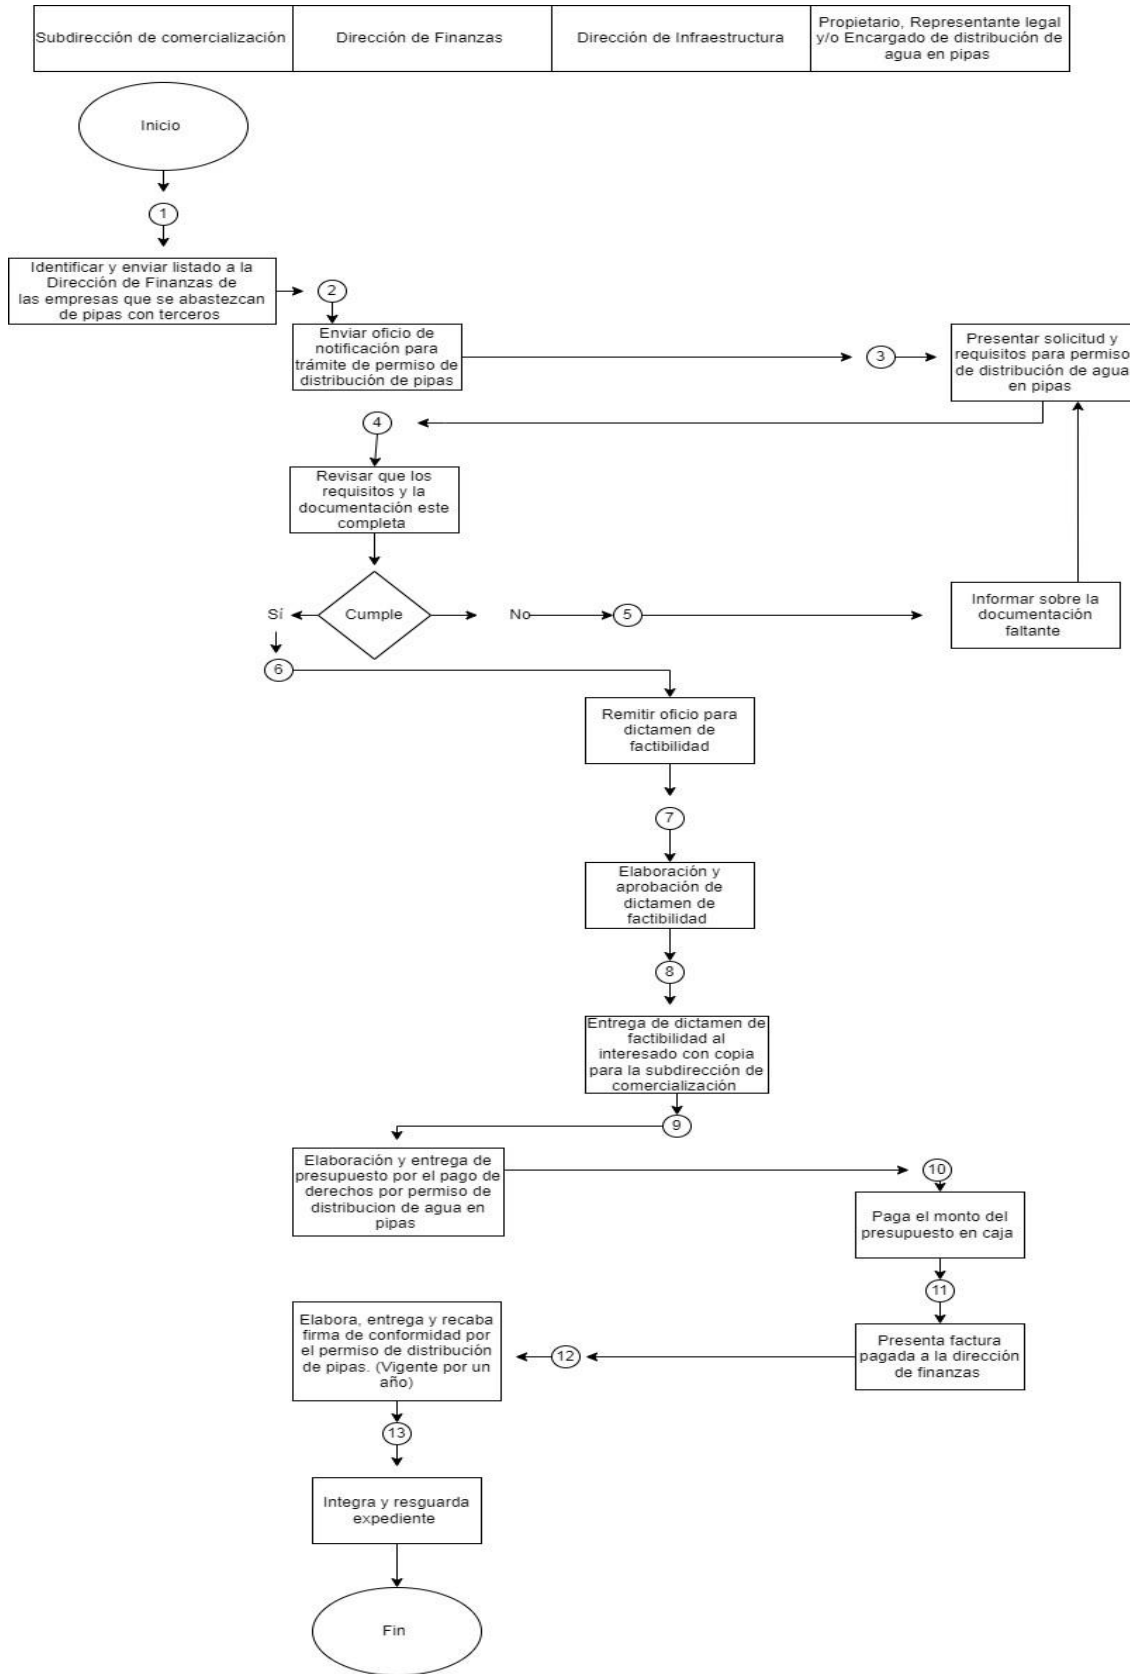 Subdirección de comercialización
Dirección de Finanzas
Dirección de Infraestructura
Propietario, Representante legal
y/o Encargado de distribución de
agua en pipas
Inicio
1
Identificar y enviar listado a la
Dirección de Finanzas de
las empresas que se abastezcan
de pipas con terceros
2
Enviar oficio de
notificación para
trámite de permiso de
distribución de pipas
3
Presentar solicitud y
requisitos para permiso
de distribución de agua
en pipas
4
Revisar que los
requisitos y la
documentación este
completa
Sí
Cumple
No
5
Informar sobre la
documentación
faltante
6
Remitir oficio para
dictamen de
factibilidad
7
Elaboración y
aprobación de
dictamen de
factibilidad
8
Entrega de dictamen de
factibilidad al
interesado con copia
para la subdirección de
comercialización
9
Elaboración y entrega de
presupuesto por el pago de
derechos por permiso de
distribucion de agua en
pipas
10
Paga el monto del
presupuesto en caja
11
Presenta factura
pagada a la dirección
de finanzas
12
Elabora, entrega y recaba
firma de conformidad por
el permiso de distribución
de pipas. (Vigente por un
año)
13
Integra y resguarda
expediente
Fin